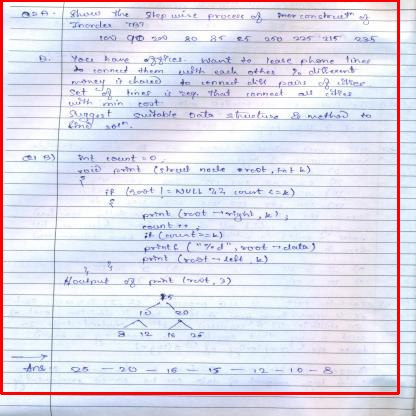 Q2A. Show the Step wise process of inorconstructn of
Inorder TBT
100 90 200 80 85 25 250 225 215 235
B. You have offices. Want to lease phone lines
to connect them with each other. So different
money is charged to connect diff pairs of cities
set of lines is req. that connect all cities
with min cost.
Suggest suitable Data structure & method to
find soln.
Q1 B) int count = 0,
void print (struct node *root, int k)
{
if (root != NULL && count <= k)
{
print (root → right, k);
count ++;
if (count == k)
printf ("%d", root → data)
print (root → left, k)
} }
output of print (root, 3)
15
10 20
8 12 16 25
Ans. 25 - 20 - 16 - 15 - 12 - 10 - 8